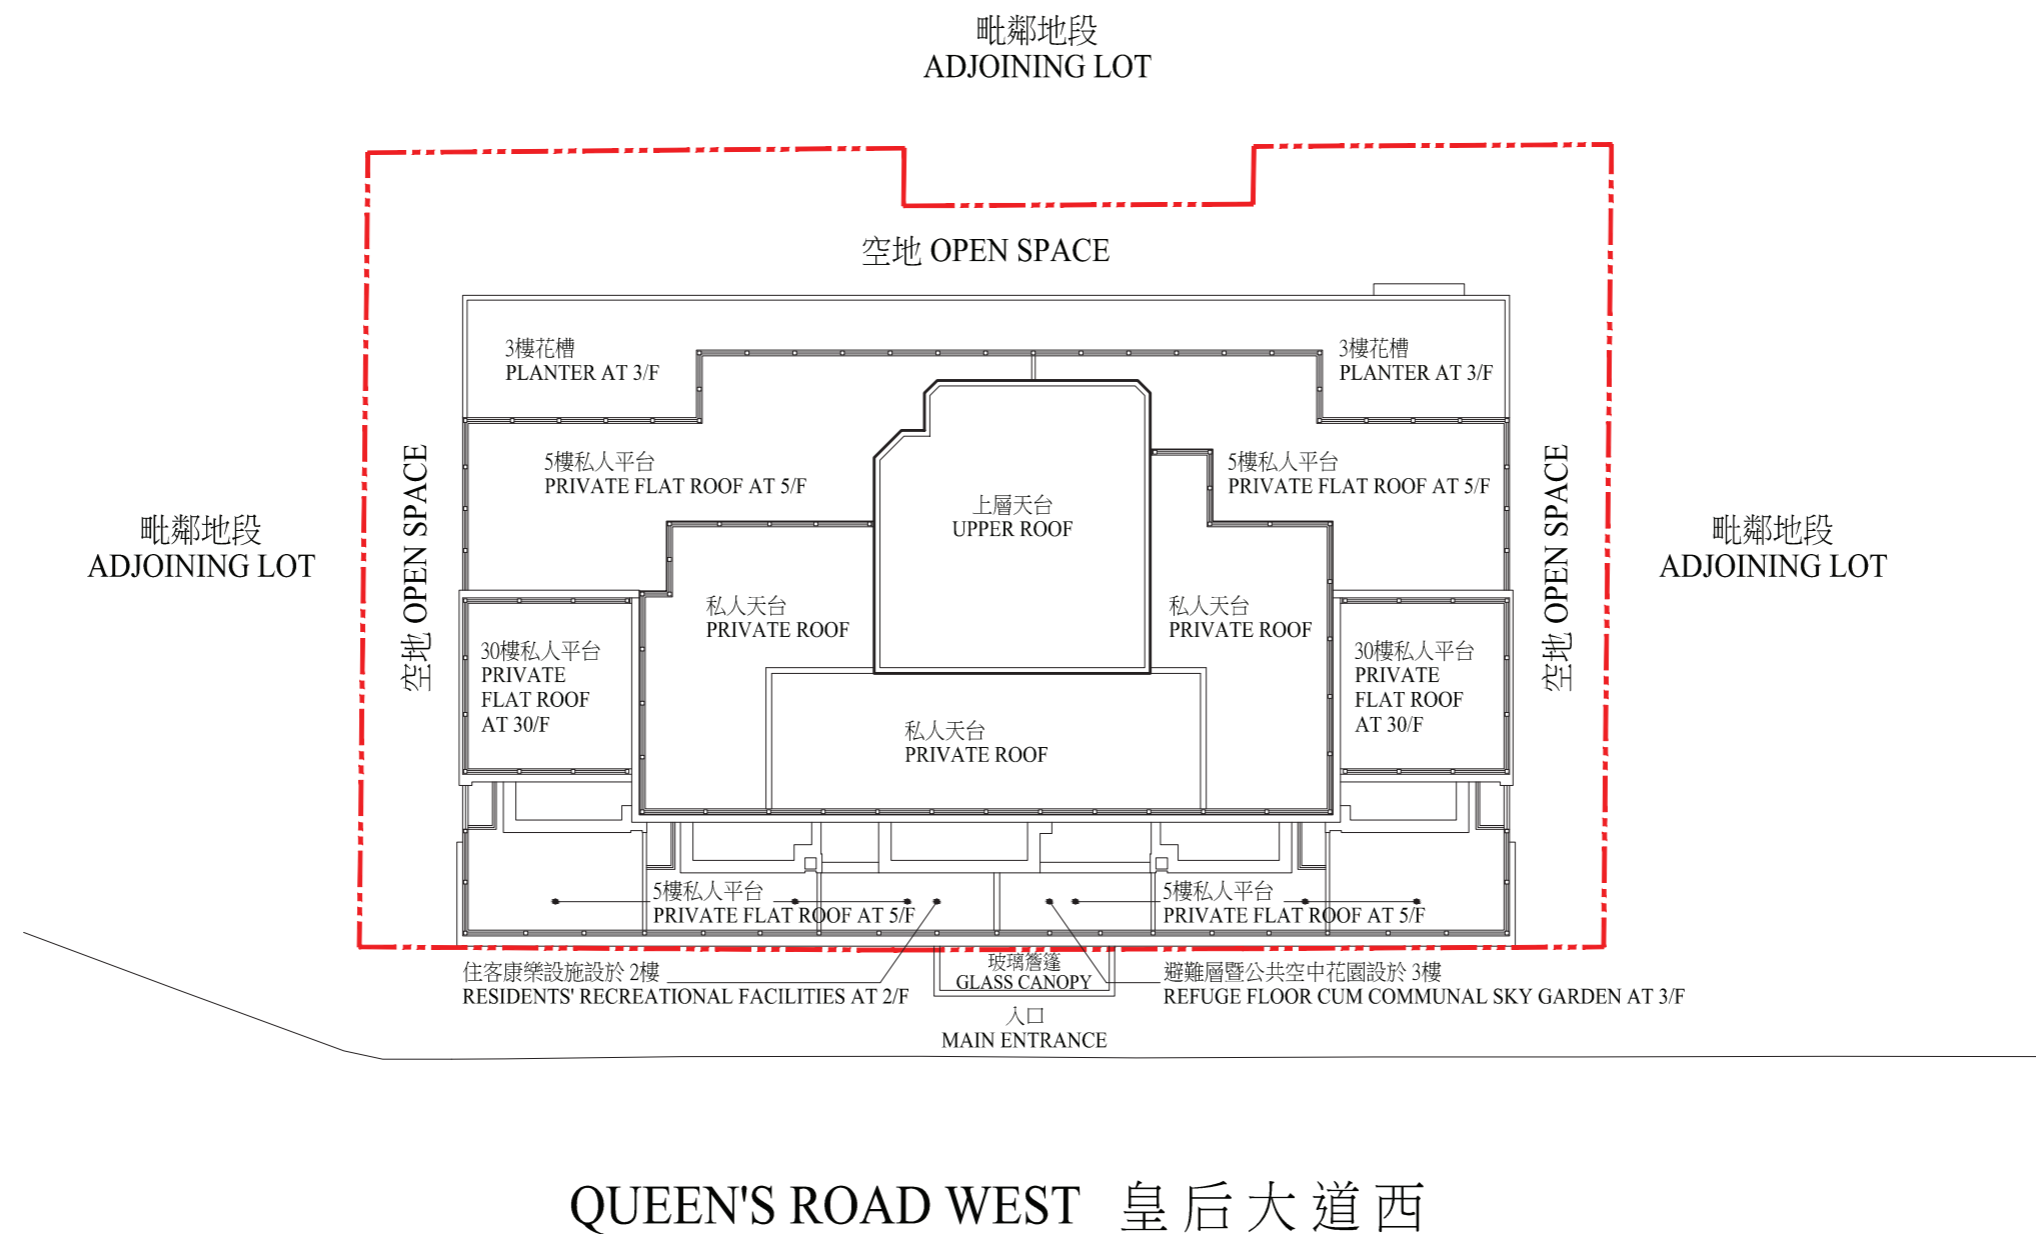 毗鄰地段
ADJOINING LOT
空地 OPEN SPACE
3樓花槽
PLANTER AT 3/F
3樓花槽
PLANTER AT 3/F
5樓私人平台
PRIVATE FLAT ROOF AT 5/F
5樓私人平台
PRIVATE FLAT ROOF AT 5/F
上層天台
UPPER ROOF
毗鄰地段
ADJOINING LOT
空地 OPEN SPACE
空地 OPEN SPACE
毗鄰地段
ADJOINING LOT
私人天台
PRIVATE ROOF
私人天台
PRIVATE ROOF
30樓私人平台
PRIVATE
FLAT ROOF
AT 30/F
30樓私人平台
PRIVATE
FLAT ROOF
AT 30/F
私人天台
PRIVATE ROOF
5樓私人平台
PRIVATE FLAT ROOF AT 5/F
5樓私人平台
PRIVATE FLAT ROOF AT 5/F
住客康樂設施設於 2樓
RESIDENTS' RECREATIONAL FACILITIES AT 2/F
玻璃簷篷
GLASS CANOPY
避難層暨公共空中花園設於 3樓
REFUGE FLOOR CUM COMMUNAL SKY GARDEN AT 3/F
入口
MAIN ENTRANCE
QUEEN'S ROAD WEST 皇后大道西